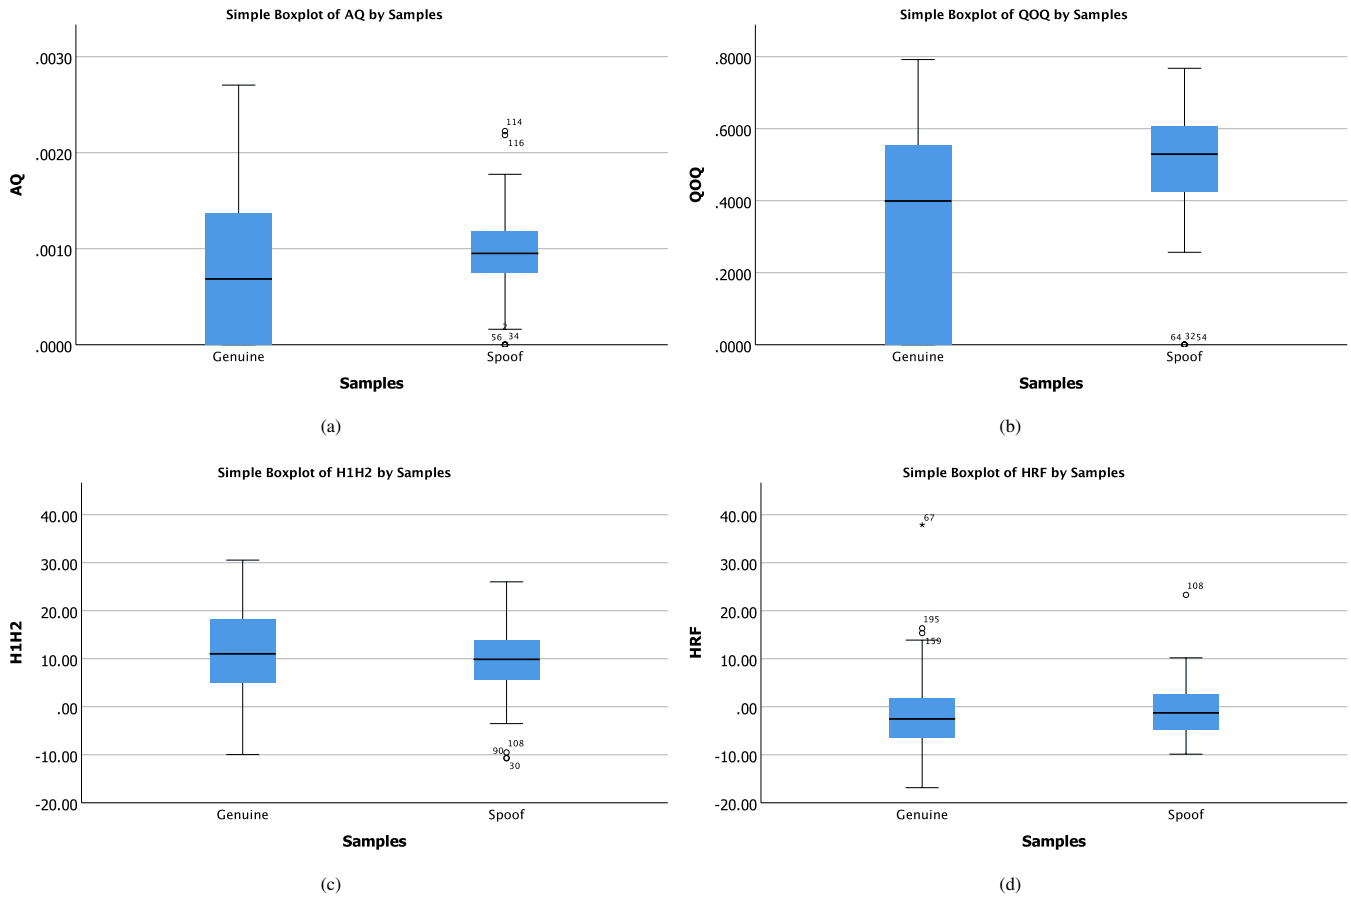 Simple Boxplot of AQ by Samples
.0030
.0020
.0010
.0000
AQ
114
116
2
56 34
Genuine Spoof
Samples
(a)
Simple Boxplot of QOQ by Samples
.8000
.6000
.4000
.2000
.0000
QOQ
64 32 54
Genuine Spoof
Samples
(b)
Simple Boxplot of H1H2 by Samples
40.00
30.00
20.00
10.00
.00
-10.00
-20.00
H1H2
90 108
30
Genuine Spoof
Samples
(c)
Simple Boxplot of HRF by Samples
40.00
30.00
20.00
10.00
.00
-10.00
-20.00
HRF
67
195
159
108
Genuine Spoof
Samples
(d)